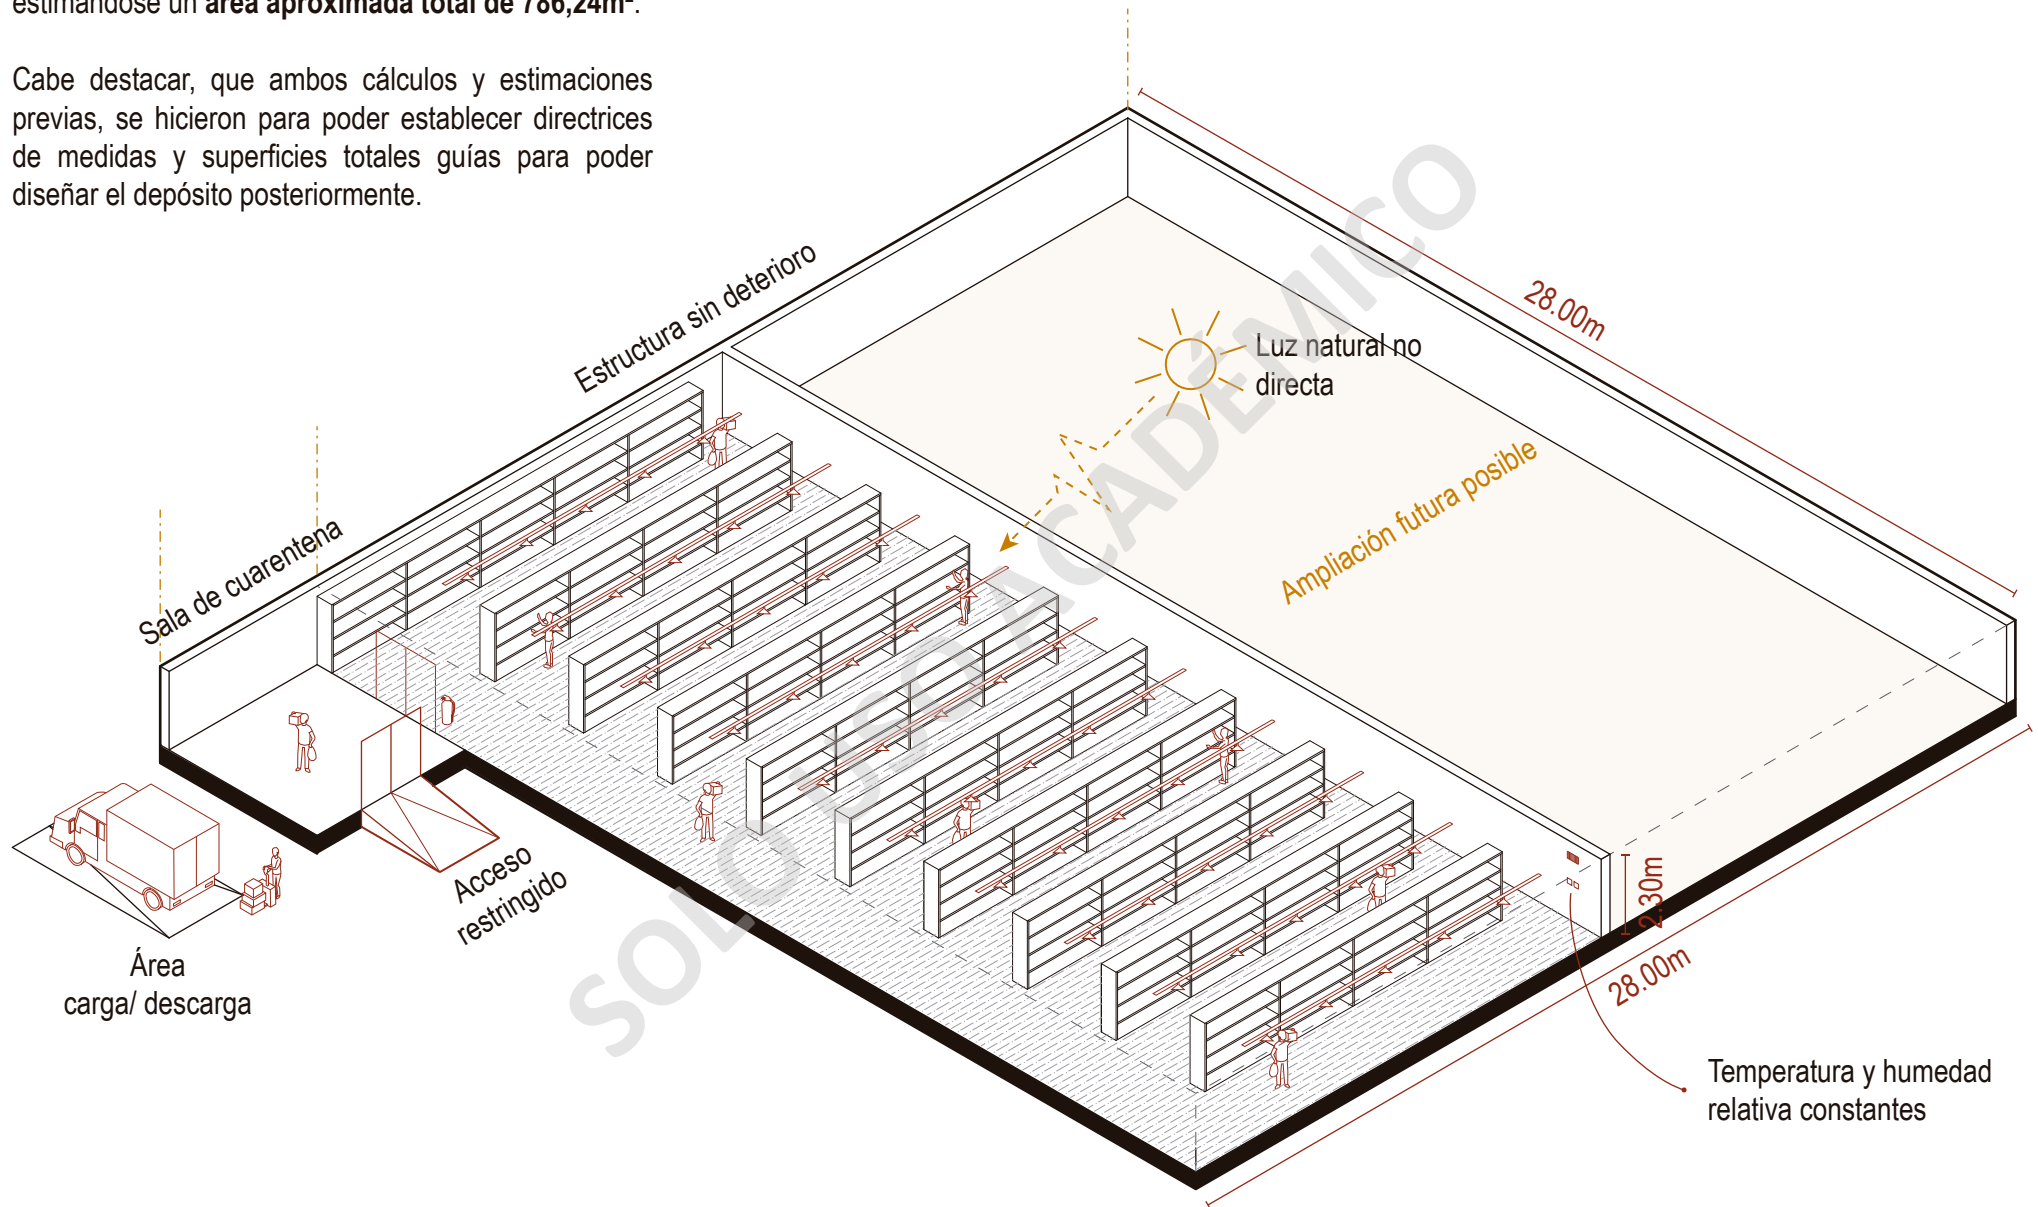 estimándose un área aproximada total de 786,24m².
Cabe destacar, que ambos cálculos y estimaciones
previas, se hicieron para poder establecer directrices
de medidas y superficies totales guías para poder
diseñar el depósito posteriormente.
Estructura sin deterioro
28.00m
Luz natural no
directa
Ampliación futura posible
Sala de cuarentena
Acceso
restringido
Área
carga/ descarga
2.30m
28.00m
Temperatura y humedad
relativa constantes
SOLO USO ACADÉMICO